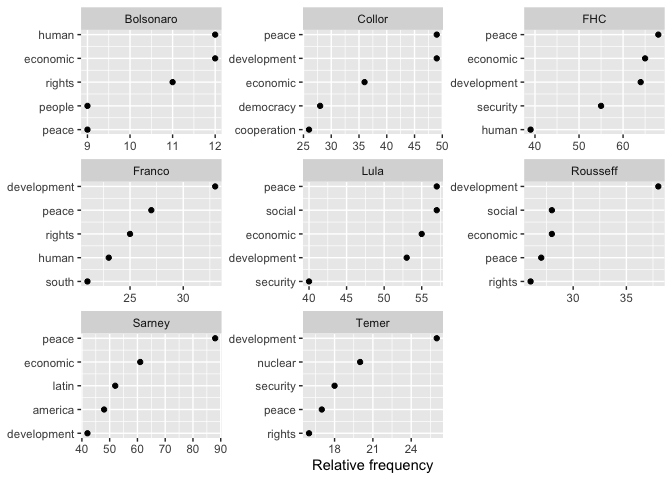 Bolsonaro
human
economic
rights
people
peace
9 10 11 12
Collor
peace
development
economic
democracy
cooperation
25 30 35 40 45 50
FHC
peace
economic
development
security
human
40 50 60
Franco
development
peace
rights
human
south
25 30
Lula
peace
social
economic
development
security
40 45 50 55
Rousseff
development
social
economic
peace
rights
30 35
Sarney
peace
economic
latin
america
development
40 50 60 70 80 90
Temer
development
nuclear
security
peace
rights
18 21 24
Relative frequency